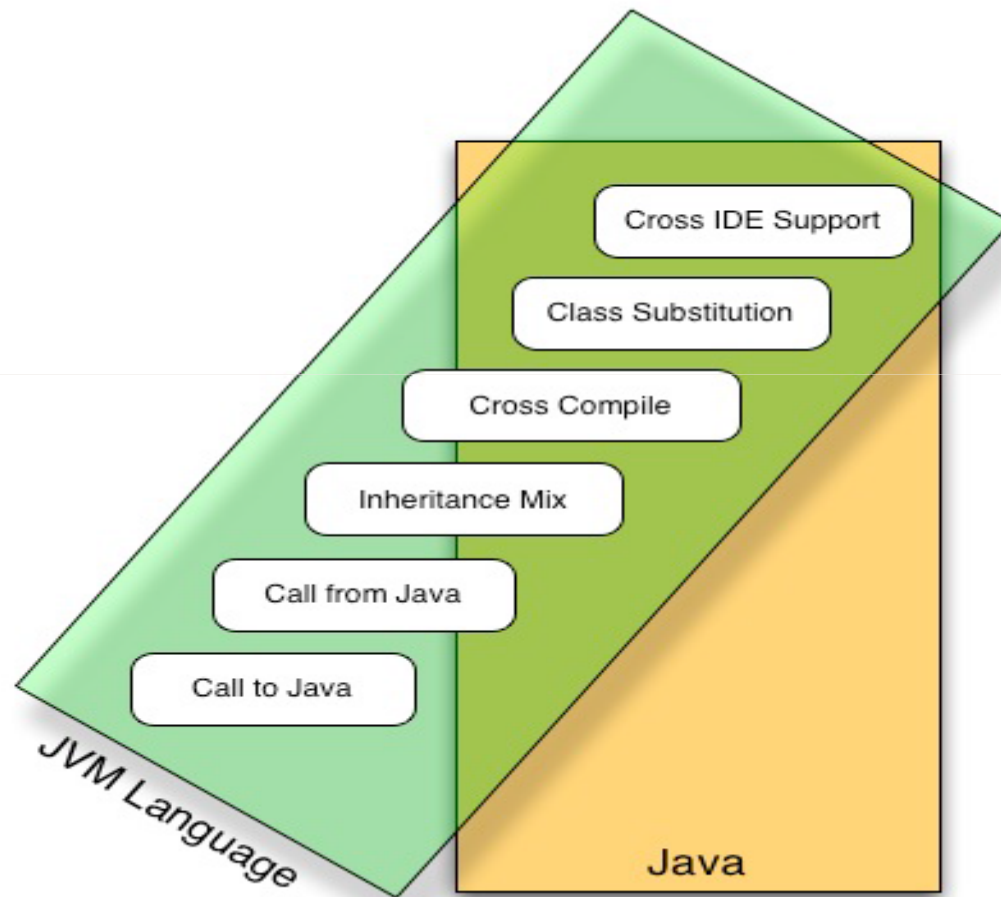 Cross IDE Support
Class Substitution
Cross Compile
Inheritance Mix
Call from Java
Call to Java
JVM Language
Java